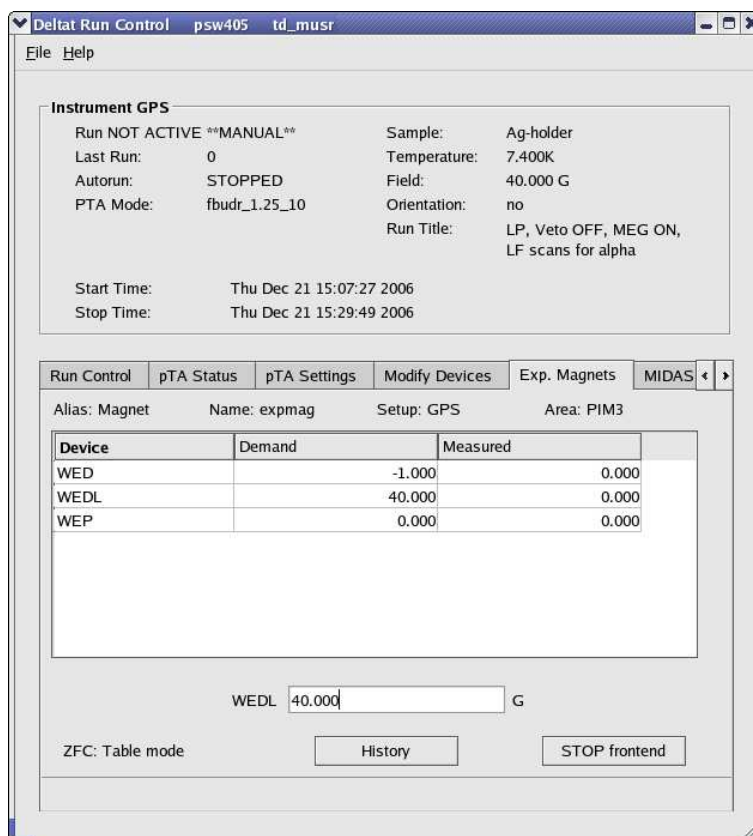 Deltat Run Control psw405 td_musr
File Help
Instrument GPS
Run NOT ACTIVE **MANUAL** Sample: Ag-holder
Last Run: 0 Temperature: 7.400K
Autorun: STOPPED Field: 40.000 G
PTA Mode: fbudr_1.25_10 Orientation: no
Run Title: LP, Veto OFF, MEG ON,
LF scans for alpha
Start Time: Thu Dec 21 15:07:27 2006
Stop Time: Thu Dec 21 15:29:49 2006
Run Control pTA Status pTA Settings Modify Devices Exp. Magnets MIDAS
Alias: Magnet Name: expmag Setup: GPS Area: PIM3
Device Demand Measured
WED -1.000 0.000
WEDL 40.000 0.000
WEP 0.000 0.000
WEDL 40.000 G
ZFC: Table mode History STOP frontend